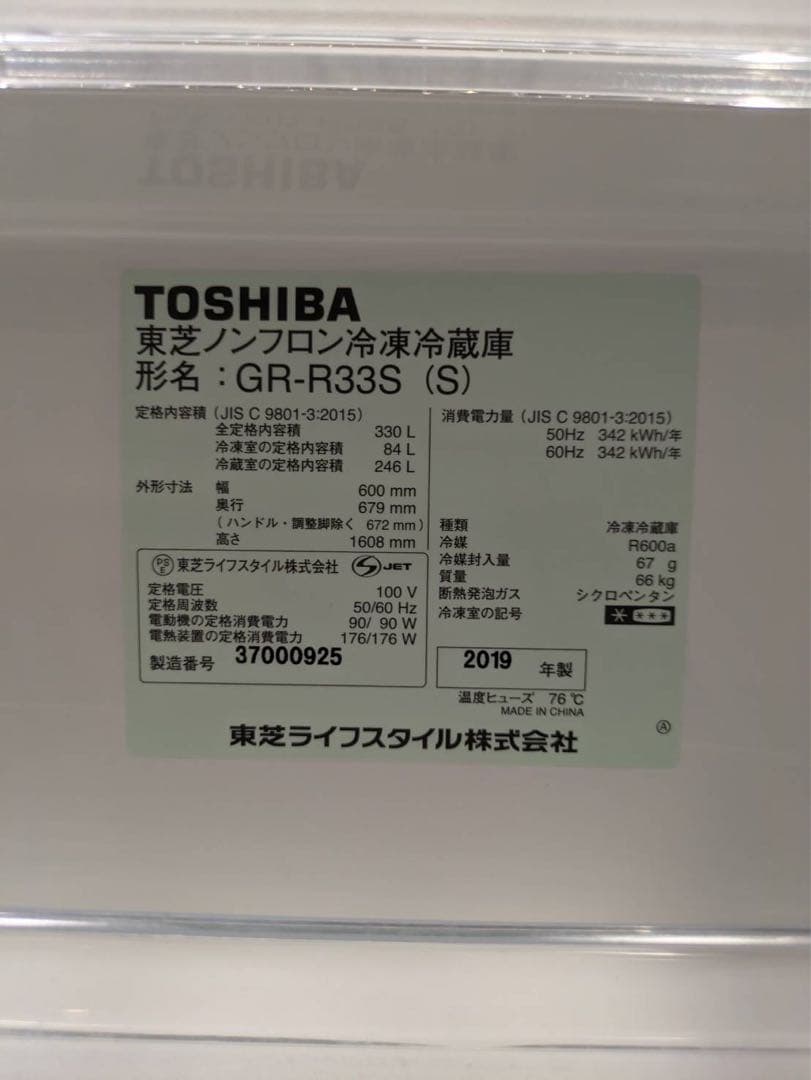 TOSHIBA
東芝ノンフロン冷凍冷蔵庫
形名：GR-R33S (S)
定格内容積（JIS C 9801-3:2015）
全定格内容積 330 L
冷凍室の定格内容積 84 L
冷蔵室の定格内容積 246 L
外形寸法 幅 600 mm
奥行 679 mm
（ハンドル・調整脚除く 672 mm）
高さ 1608 mm
消費電力量（JIS C 9801-3:2015）
50Hz 342 kWh/年
60Hz 342 kWh/年
種類 冷凍冷蔵庫
冷媒 R600a
冷媒封入量 67 g
質量 66 kg
断熱発泡ガス シクロペンタン
冷凍室の記号
PSE 東芝ライフスタイル株式会社 S JET
定格電圧 100 V
定格周波数 50/60 Hz
電動機の定格消費電力 90/ 90 W
電熱装置の定格消費電力 176/176 W
製造番号 37000925
2019 年製
温度ヒューズ 76℃
MADE IN CHINA
東芝ライフスタイル株式会社
Ⓐ